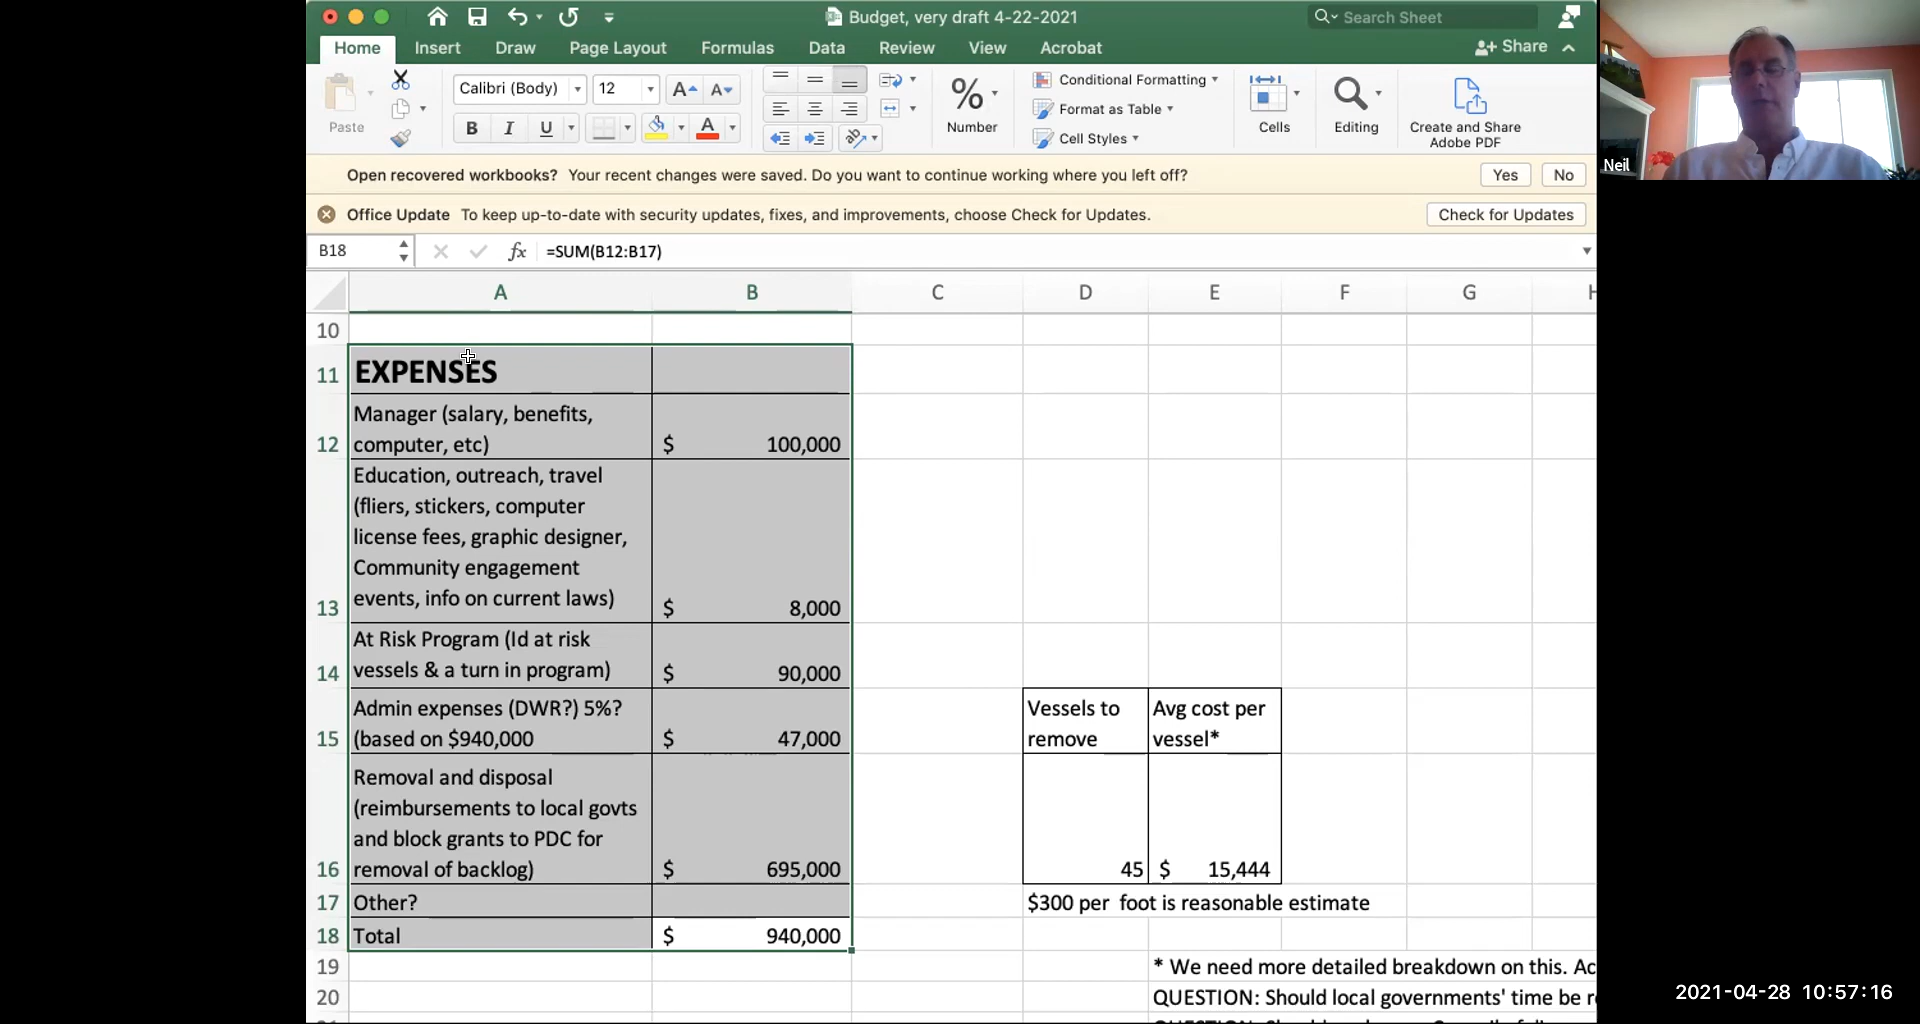 Budget, very draft 4-22-2021
Search Sheet
Home Insert Draw Page Layout Formulas Data Review View Acrobat
Share
Paste
Calibri (Body) 12
A A
B I U A
%
Number
Conditional Formatting
Format as Table
Cell Styles
Cells
Editing
Create and Share
Adobe PDF
Neil
Open recovered workbooks? Your recent changes were saved. Do you want to continue working where you left off?
Yes No
Office Update To keep up-to-date with security updates, fixes, and improvements, choose Check for Updates.
Check for Updates
B18 fx =SUM(B12:B17)
A B C D E F G H
10
11 EXPENSES
Manager (salary, benefits,
12 computer, etc) $ 100,000
Education, outreach, travel
(fliers, stickers, computer
license fees, graphic designer,
Community engagement
13 events, info on current laws) $ 8,000
At Risk Program (Id at risk
14 vessels & a turn in program) $ 90,000
Admin expenses (DWR?) 5%? Vessels to Avg cost per
15 (based on $940,000 $ 47,000 remove vessel*
Removal and disposal
(reimbursements to local govts
and block grants to PDC for
16 removal of backlog) $ 695,000 45 $ 15,444
17 Other? $300 per foot is reasonable estimate
18 Total $ 940,000
19 * We need more detailed breakdown on this. Ac
20 QUESTION: Should local governments' time be r
2021-04-28 10:57:16